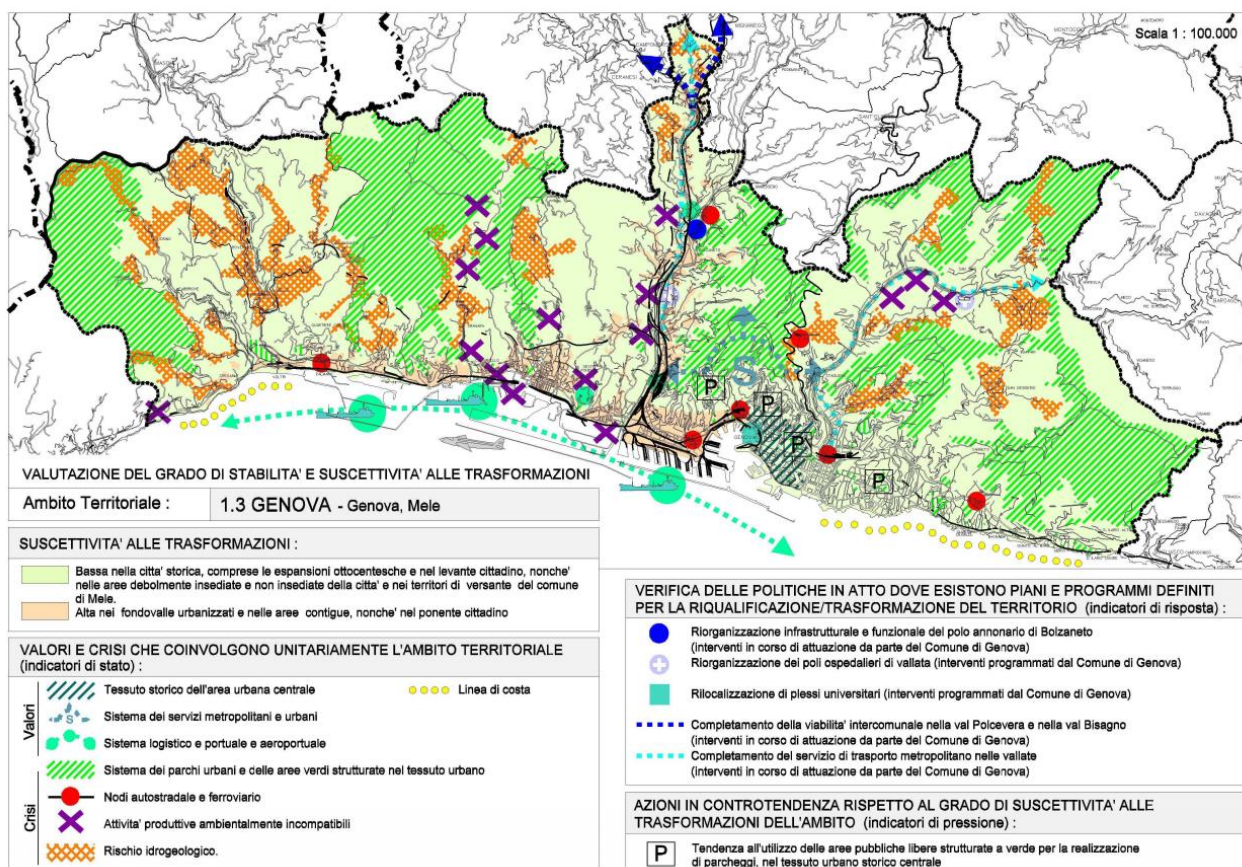 Scala 1 : 100.000
VALUTAZIONE DEL GRADO DI STABILITA' E SUSCETTIVITA' ALLE TRASFORMAZIONI
Ambito Territoriale :
1.3 GENOVA - Genova, Mele
SUSCETTIVITA' ALLE TRASFORMAZIONI :
Bassa nella citta' storica, comprese le espansioni ottocentesche e nel levante cittadino, nonche'
nelle aree debolmente insediate e non insediate della citta' e nei territori di versante del comune
di Mele.
Alta nei fondovalle urbanizzati e nelle aree contigue, nonche' nel ponente cittadino
VALORI E CRISI CHE COINVOLGONO UNITARIAMENTE L'AMBITO TERRITORIALE
(indicatori di stato) :
Valori
Tessuto storico dell'area urbana centrale
Linea di costa
S
Sistema dei servizi metropolitani e urbani
Sistema logistico e portuale e aeroportuale
Sistema dei parchi urbani e delle aree verdi strutturate nel tessuto urbano
Crisi
Nodi autostradale e ferroviario
Attivita' produttive ambientalmente incompatibili
Rischio idrogeologico.
VERIFICA DELLE POLITICHE IN ATTO DOVE ESISTONO PIANI E PROGRAMMI DEFINITI
PER LA RIQUALIFICAZIONE/TRASFORMAZIONE DEL TERRITORIO (indicatori di risposta) :
Riorganizzazione infrastrutturale e funzionale del polo annonario di Bolzaneto
(interventi in corso di attuazione da parte del Comune di Genova)
Riorganizzazione dei poli ospedalieri di vallata (interventi programmati dal Comune di Genova)
Rilocalizzazione di plessi universitari (interventi programmati dal Comune di Genova)
Completamento della viabilita' intercomunale nella val Polcevera e nella val Bisagno
(interventi in corso di attuazione da parte del Comune di Genova)
Completamento del servizio di trasporto metropolitano nelle vallate
(interventi in corso di attuazione da parte del Comune di Genova)
AZIONI IN CONTROTENDENZA RISPETTO AL GRADO DI SUSCETTIVITA' ALLE
TRASFORMAZIONI DELL'AMBITO (indicatori di pressione) :
P
Tendenza all'utilizzo delle aree pubbliche libere strutturate a verde per la realizzazione
di parcheggi, nel tessuto urbano storico centrale
S
P
P
P
P